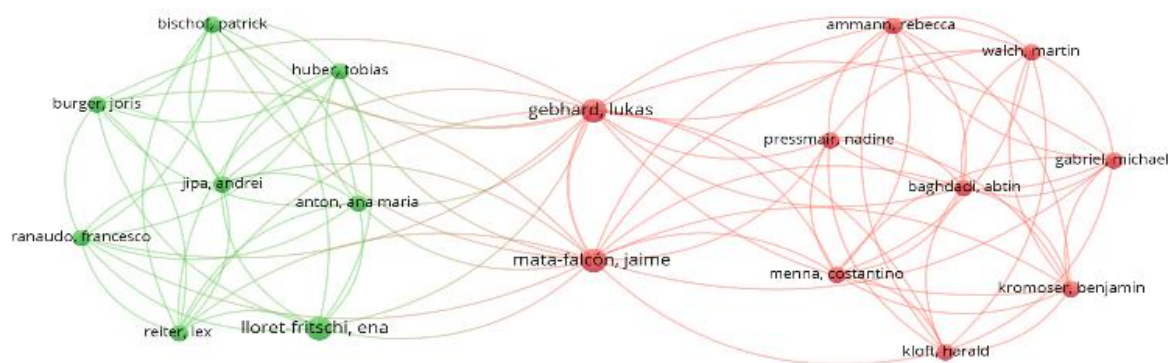 bischof, patrick
ammann, rebecca
walch, martin
huber, tobias
burger, joris
gebhard, lukas
pressmair, nadine
gabriel, michael
jipa, andrei
baghdadi, abtin
anton, ana maria
ranaudo, francesco
mata-falcón, jaime
menna, costantino
kromoser, benjamin
lloret-fritschi, ena
reiter, lex
kloft, harald